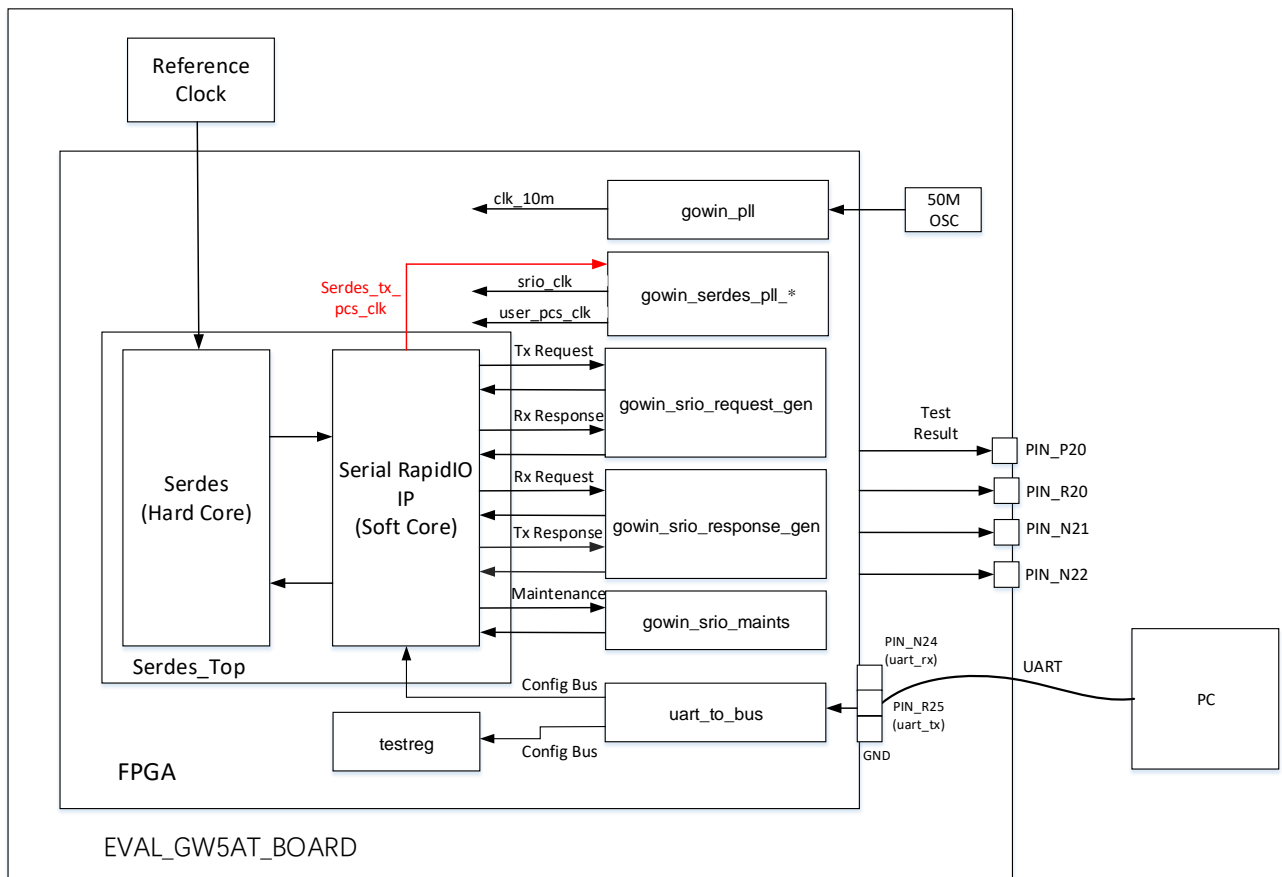 Reference
Clock
clk_10m
gowin_pll
50M
OSC
Serdes_tx_
pcs_clk
srio_clk
gowin_serdes_pll_*
user_pcs_clk
Tx Request
gowin_srio_request_gen
Rx Response
Test
Result
PIN_P20
Serdes
(Hard Core)
Serial RapidIO
IP
(Soft Core)
Rx Request
PIN_R20
gowin_srio_response_gen
Tx Response
PIN_N21
PIN_N22
Maintenance
gowin_srio_maints
Serdes_Top
PIN_N24
(uart_rx)
UART
Config Bus
uart_to_bus
PIN_R25
(uart_tx)
PC
testreg
Config Bus
GND
FPGA
EVAL_GW5AT_BOARD